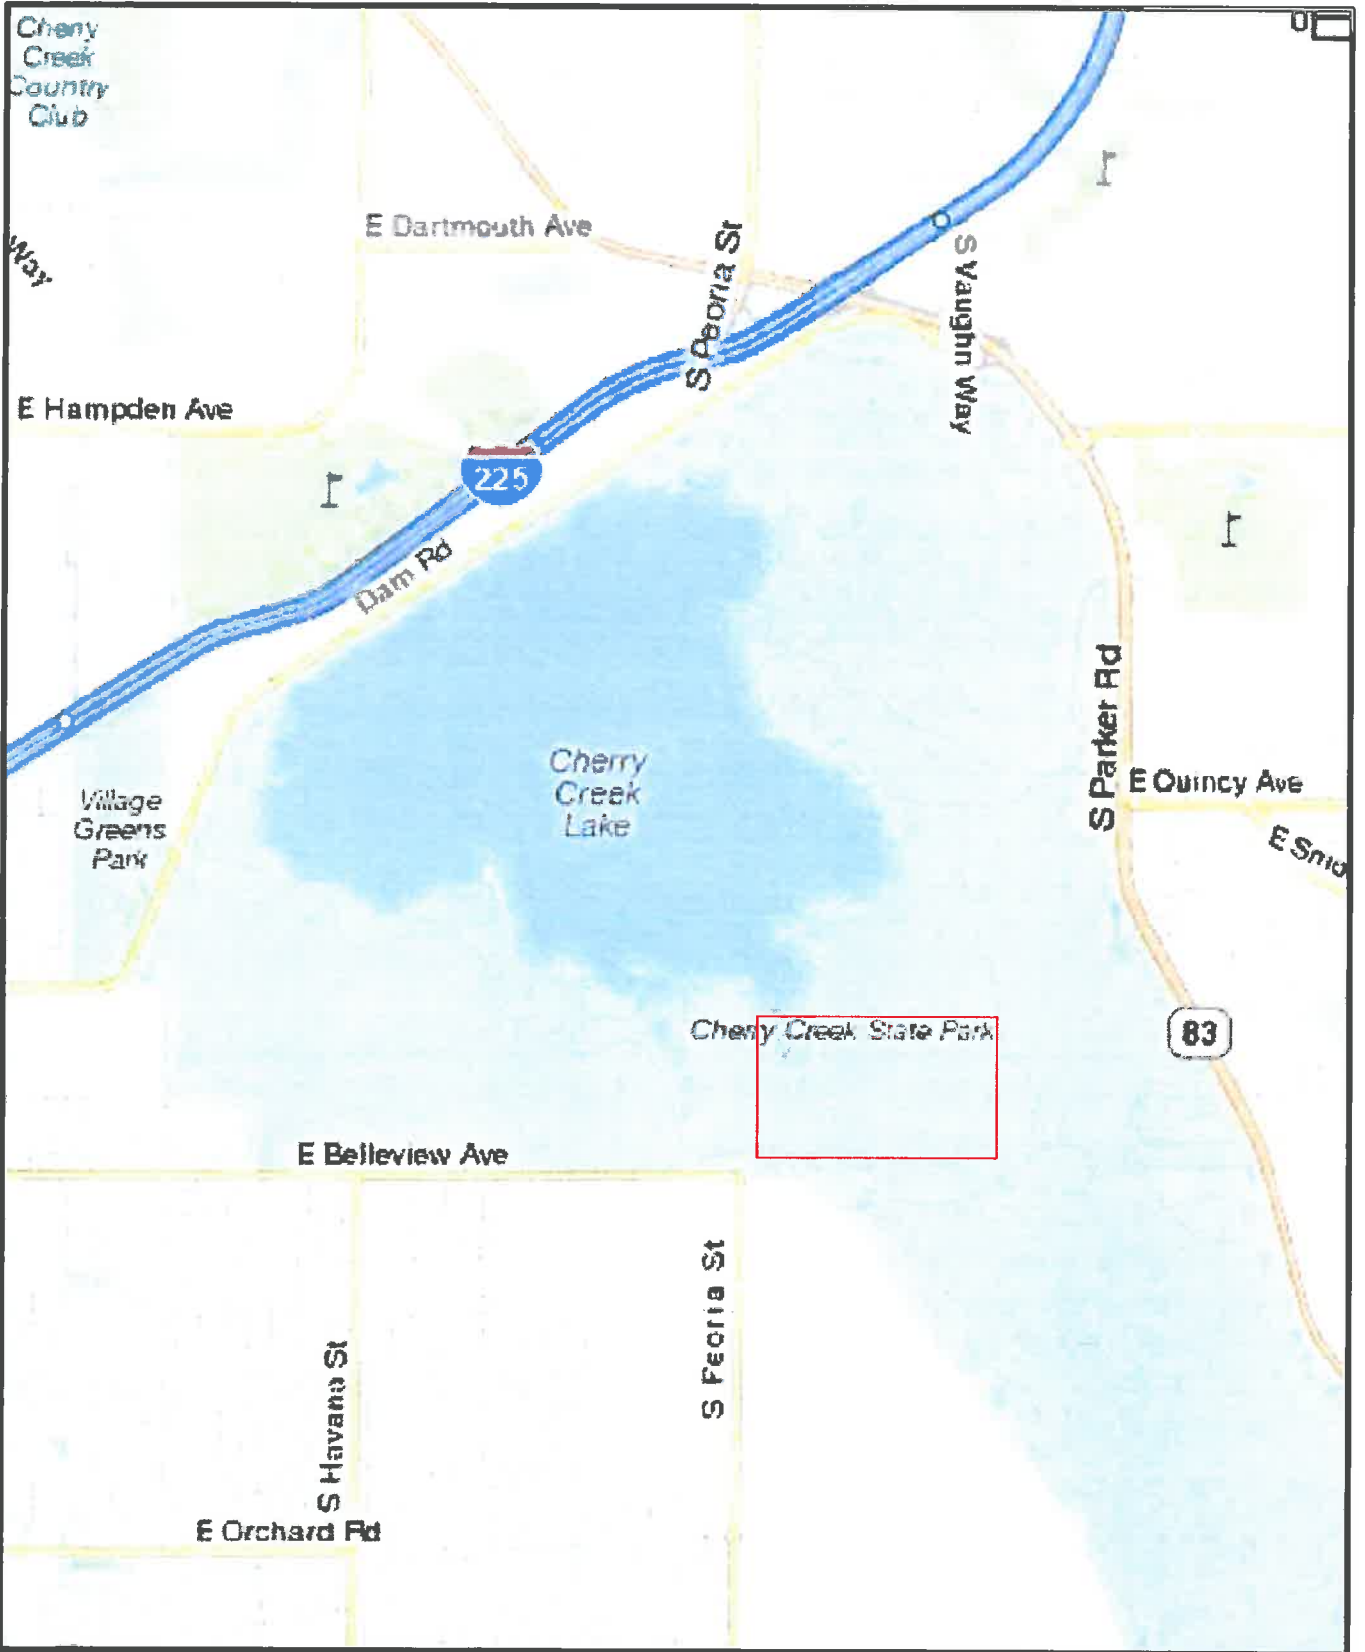 Cherry
Creek
Country
Club
0
Way
E Dartmouth Ave
S Peoria St
S Vaughn Way
E Hampden Ave
225
Dam Rd
S Parker Rd
Cherry
Creek
Lake
E Quincy Ave
Village
Greens
Park
E Smo
Cherry Creek State Park
83
E Belleview Ave
S Peoria St
S Havana St
E Orchard Rd